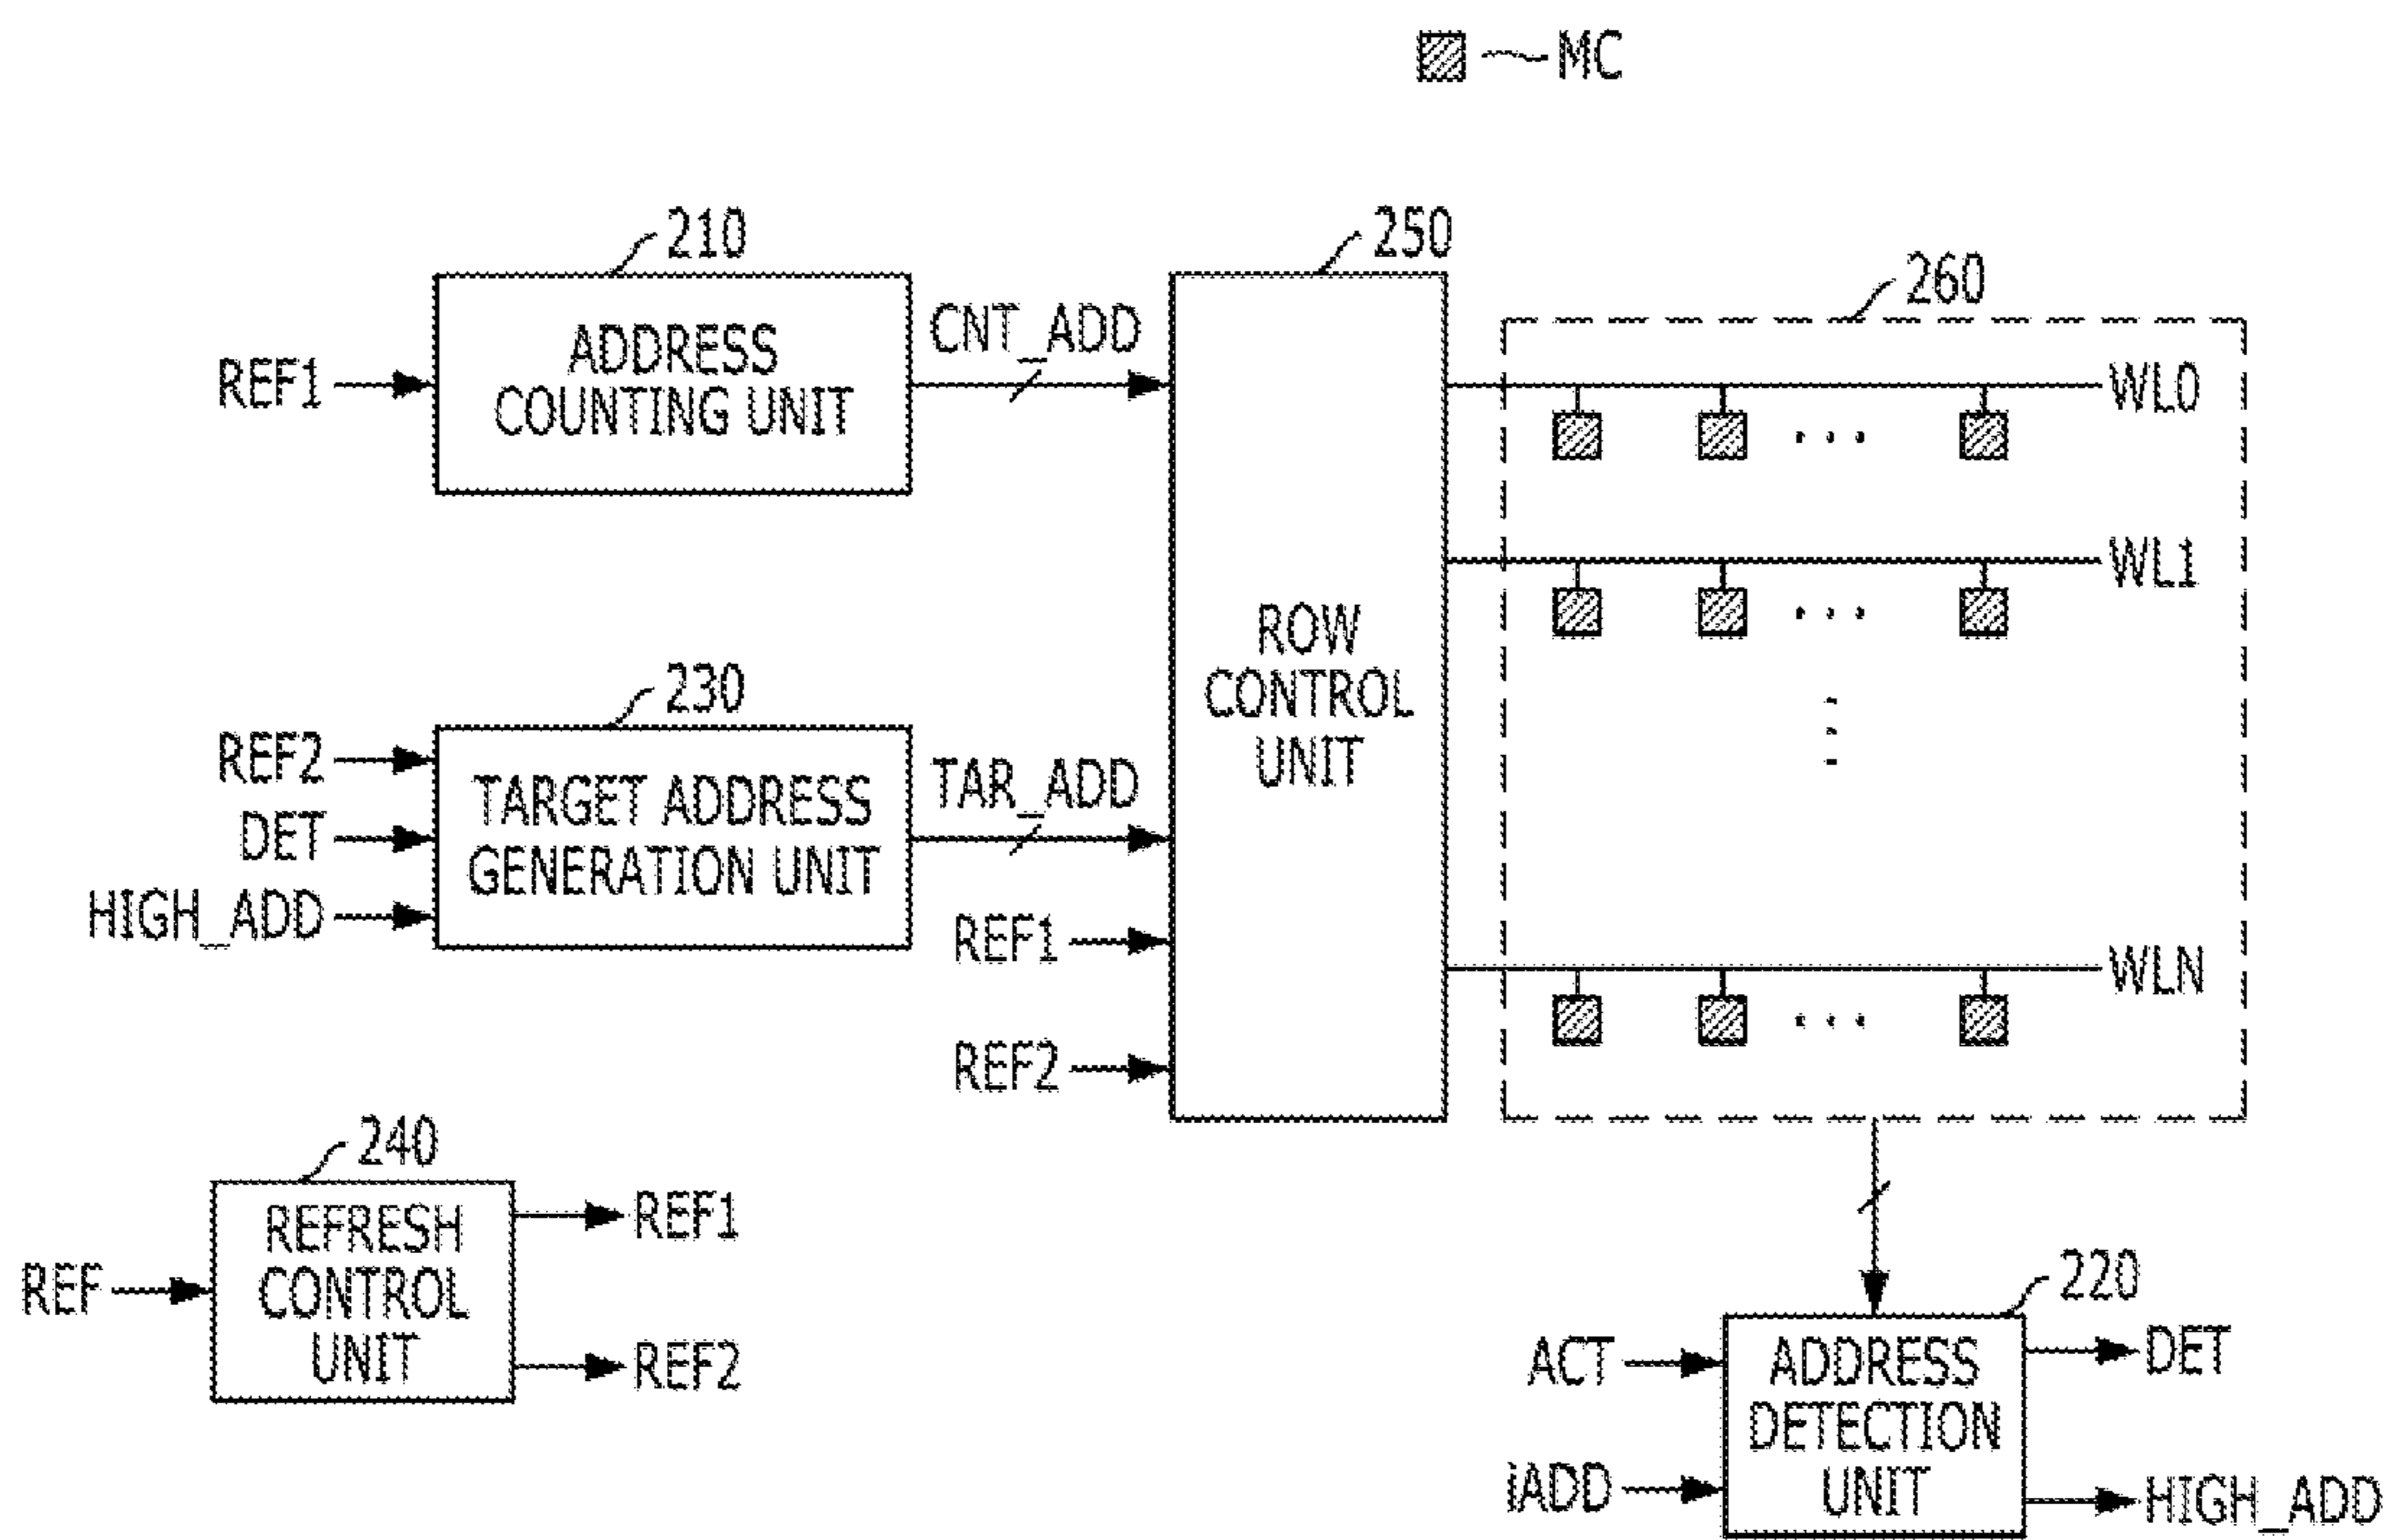 MC
210
250
260
ADDRESS
COUNTING UNIT
REF1
CNT_ADD
WL0
WL1
ROW
CONTROL
UNIT
230
REF2
DET
HIGH_ADD
TARGET ADDRESS
GENERATION UNIT
TAR_ADD
REF1
REF2
WLN
240
REF
REFRESH
CONTROL
UNIT
REF1
REF2
220
ACT
iADD
ADDRESS
DETECTION
UNIT
DET
HIGH_ADD